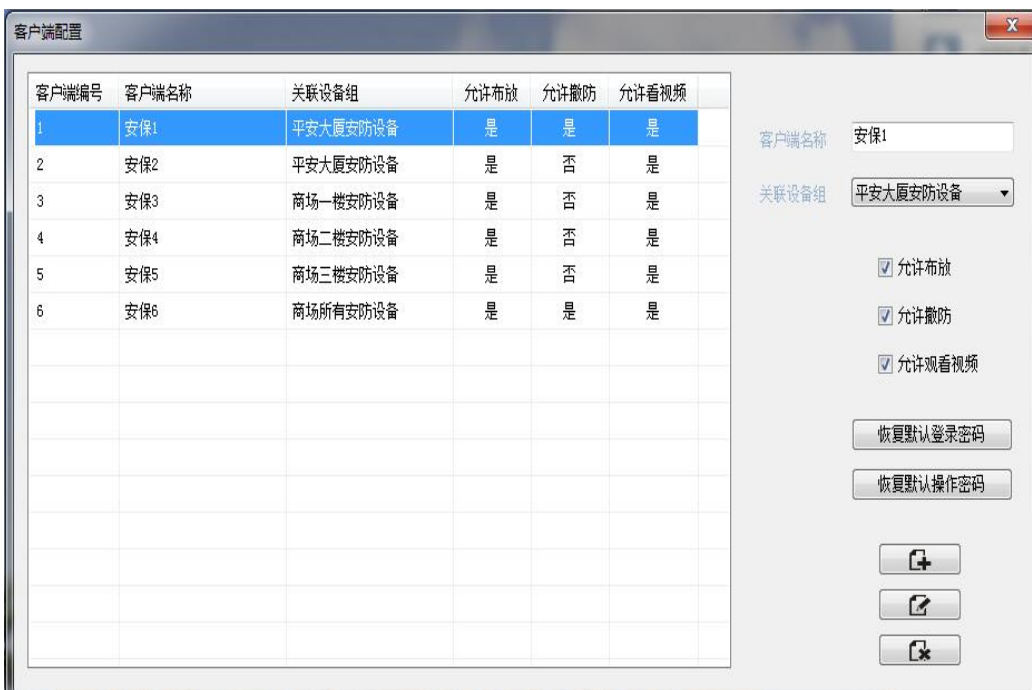 客户端配置
客户端编号 客户端名称 关联设备组 允许布放 允许撤防 允许看视频
1 安保1 平安大厦安防设备 是 是 是
2 安保2 平安大厦安防设备 是 否 是
3 安保3 商场一楼安防设备 是 否 是
4 安保4 商场二楼安防设备 是 否 是
5 安保5 商场三楼安防设备 是 否 是
6 安保6 商场所有安防设备 是 是 是
客户端名称 安保1
关联设备组 平安大厦安防设备
允许布放
允许撤防
允许观看视频
恢复默认登录密码
恢复默认操作密码